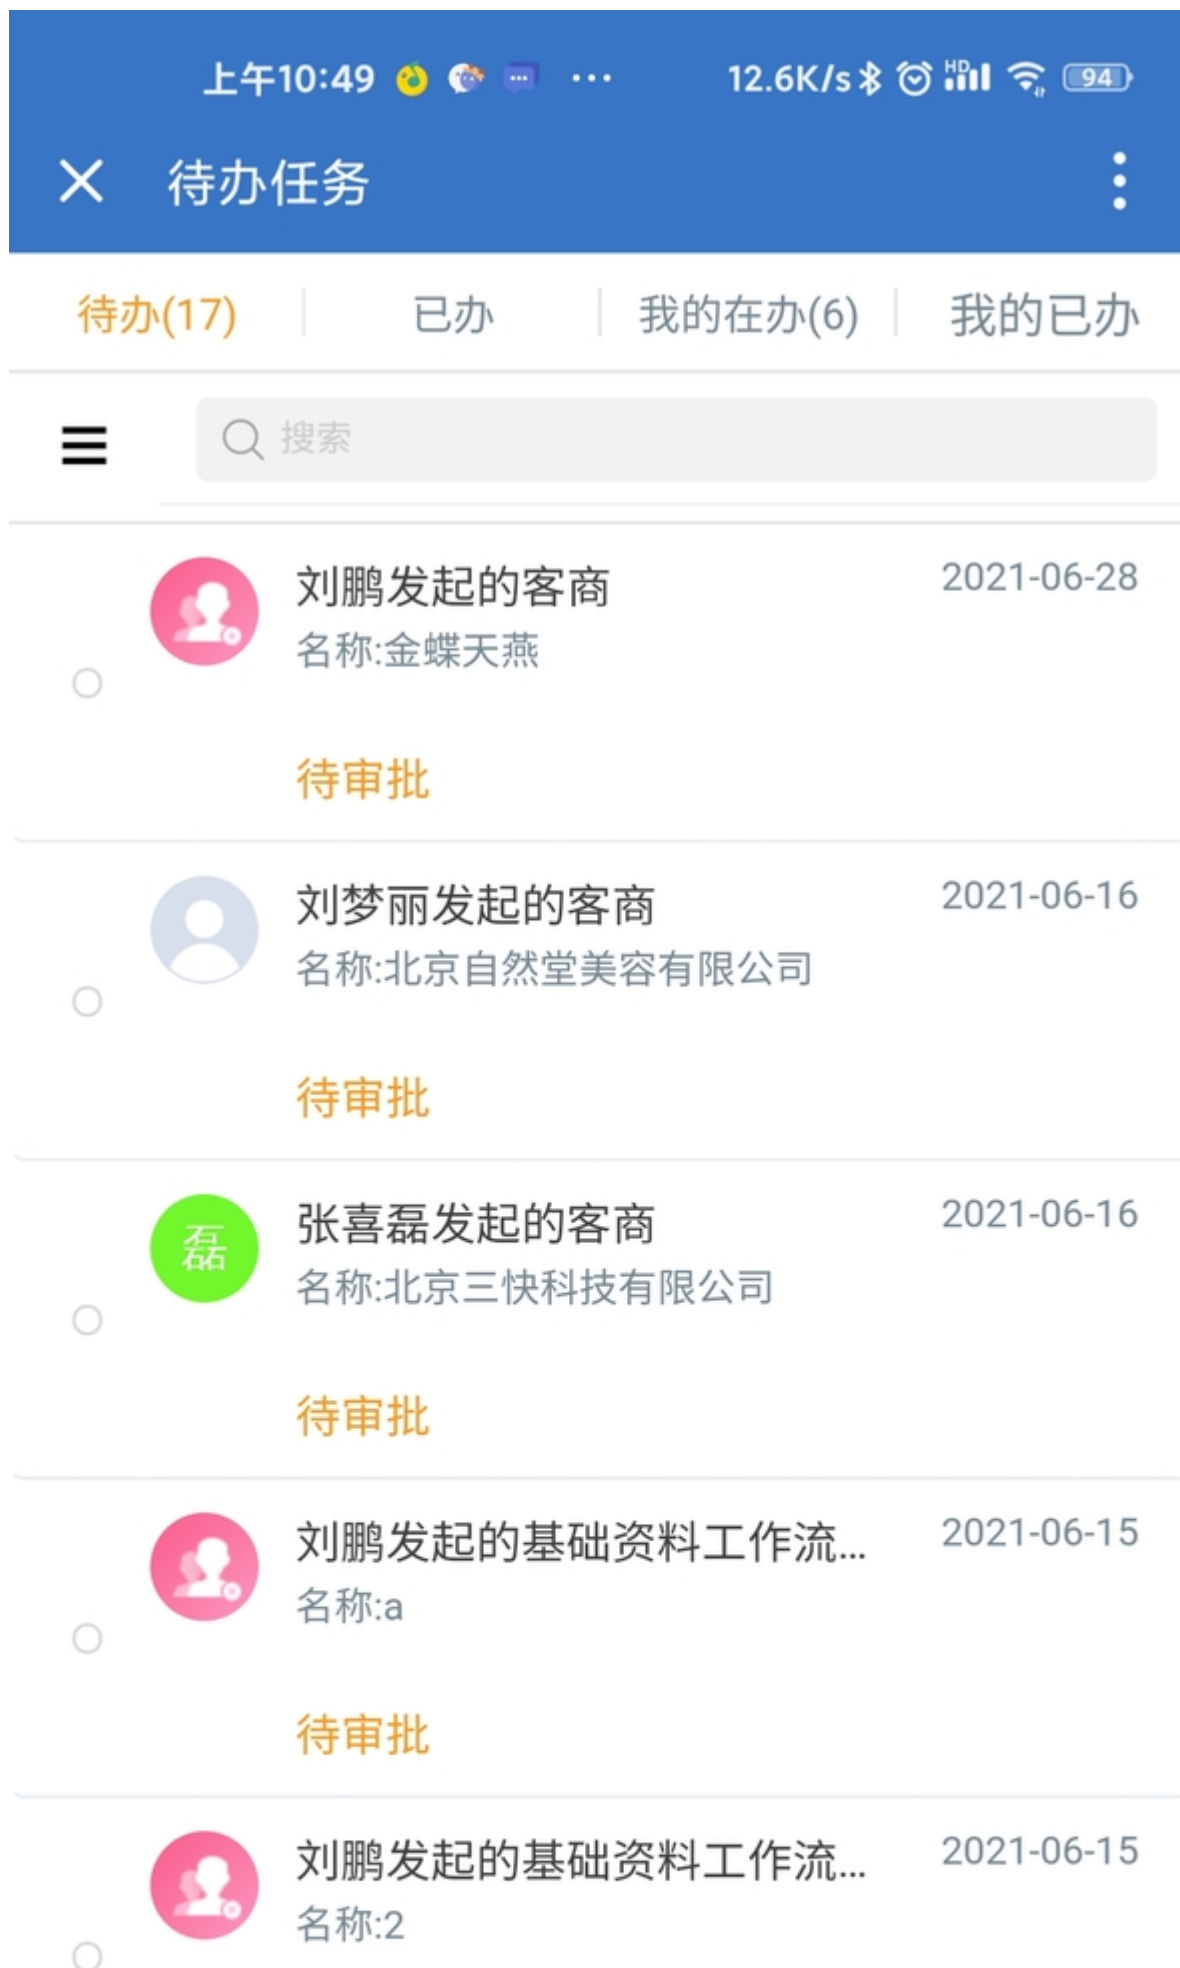 上午10:49 ... 12.6K/s HD 94
待办任务
待办(17) 已办 我的在办(6) 我的已办
搜索
刘鹏发起的客商 2021-06-28
名称:金蝶天燕
待审批
刘梦丽发起的客商 2021-06-16
名称:北京自然堂美容有限公司
待审批
磊 张喜磊发起的客商 2021-06-16
名称:北京三快科技有限公司
待审批
刘鹏发起的基础资料工作流... 2021-06-15
名称:a
待审批
刘鹏发起的基础资料工作流... 2021-06-15
名称:2